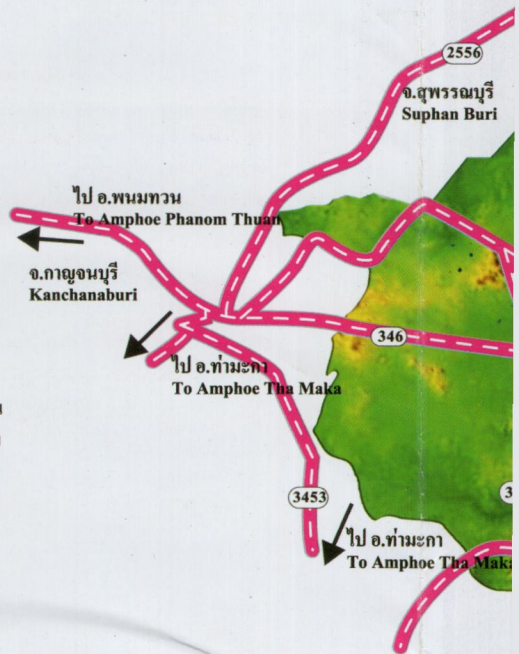 2556
จ.สุพรรณบุรี
Suphan Buri
ไป อ.พนมทวน
To Amphoe Phanom Thuan
จ.กาญจนบุรี
Kanchanaburi
346
ไป อ.ท่ามะกา
To Amphoe Tha Maka
3453
ไป อ.ท่ามะกา
To Amphoe Tha Maka